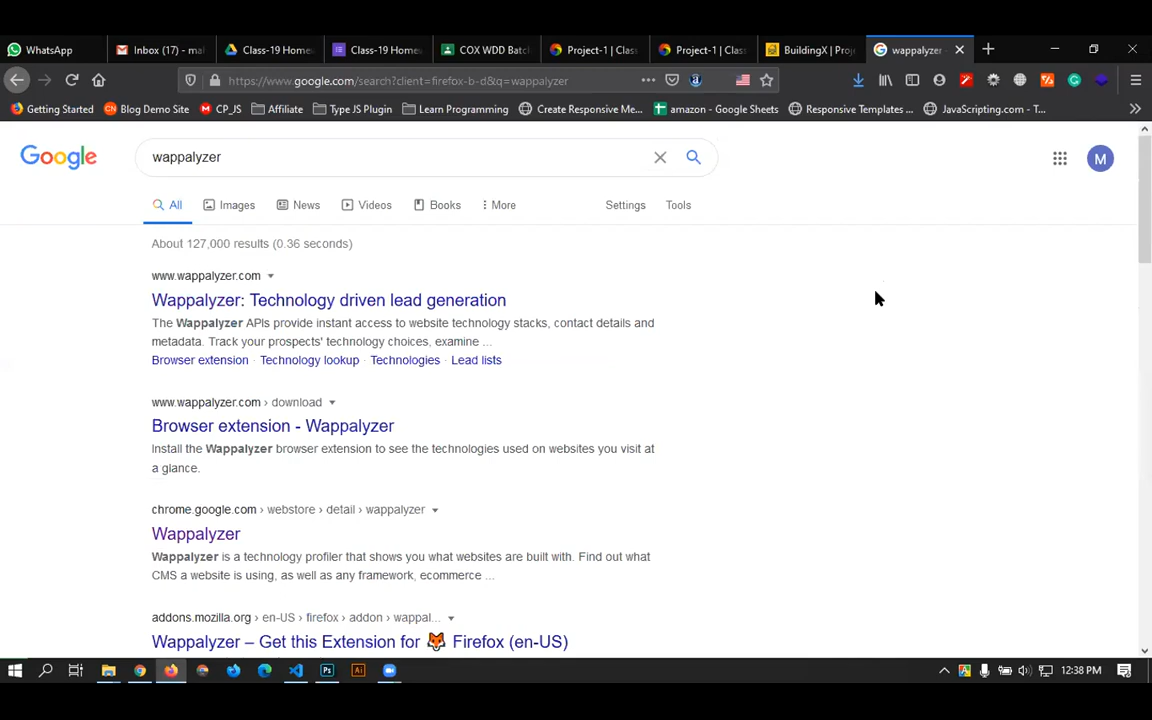 WhatsApp
Inbox (17) - mai
Class-19 Home
Class-19 Home
COX WDD Batc
Project-1 | Class
Project-1 | Class
BuildingX | Proj
wappalyzer -
https://www.google.com/search?client=firefox-b-d&q=wappalyzer
Getting Started
Blog Demo Site
CP_JS
Affiliate
Type JS Plugin
Learn Programming
Create Responsive Me...
amazon - Google Sheets
Responsive Templates ...
JavaScripting.com - T...
Google
wappalyzer
M
All
Images
News
Videos
Books
More
Settings
Tools
About 127,000 results (0.36 seconds)
www.wappalyzer.com
Wappalyzer: Technology driven lead generation
The Wappalyzer APIs provide instant access to website technology stacks, contact details and
metadata. Track your prospects' technology choices, examine ...
Browser extension · Technology lookup · Technologies · Lead lists
www.wappalyzer.com › download
Browser extension - Wappalyzer
Install the Wappalyzer browser extension to see the technologies used on websites you visit at
a glance.
chrome.google.com › webstore › detail › wappalyzer
Wappalyzer
Wappalyzer is a technology profiler that shows you what websites are built with. Find out what
CMS a website is using, as well as any framework, ecommerce ...
addons.mozilla.org › en-US › firefox › addon › wappal...
Wappalyzer – Get this Extension for 🦊 Firefox (en-US)
Ps
Ai
12:38 PM